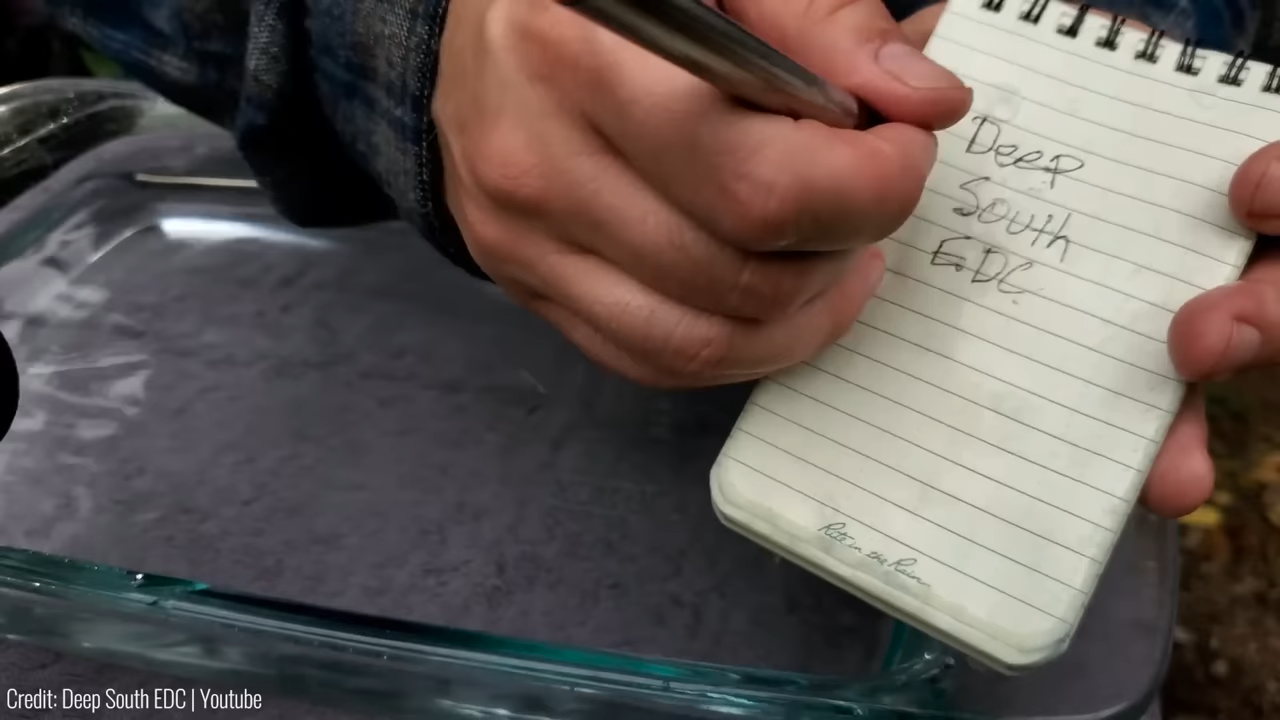 Deep
South
EDC
Rite in the Rain
Credit: Deep South EDC | Youtube